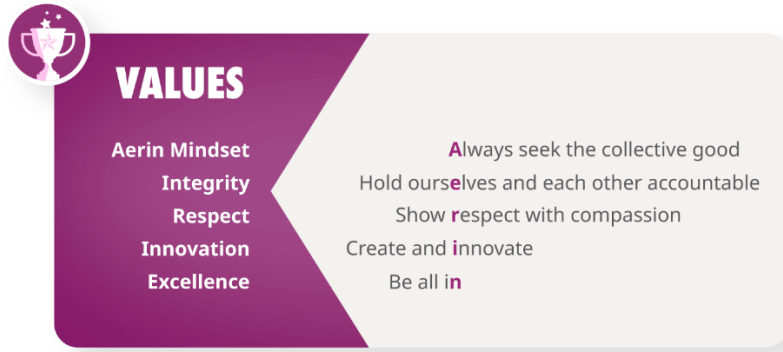 VALUES
Aerin Mindset Always seek the collective good
Integrity Hold ourselves and each other accountable
Respect Show respect with compassion
Innovation Create and innovate
Excellence Be all in